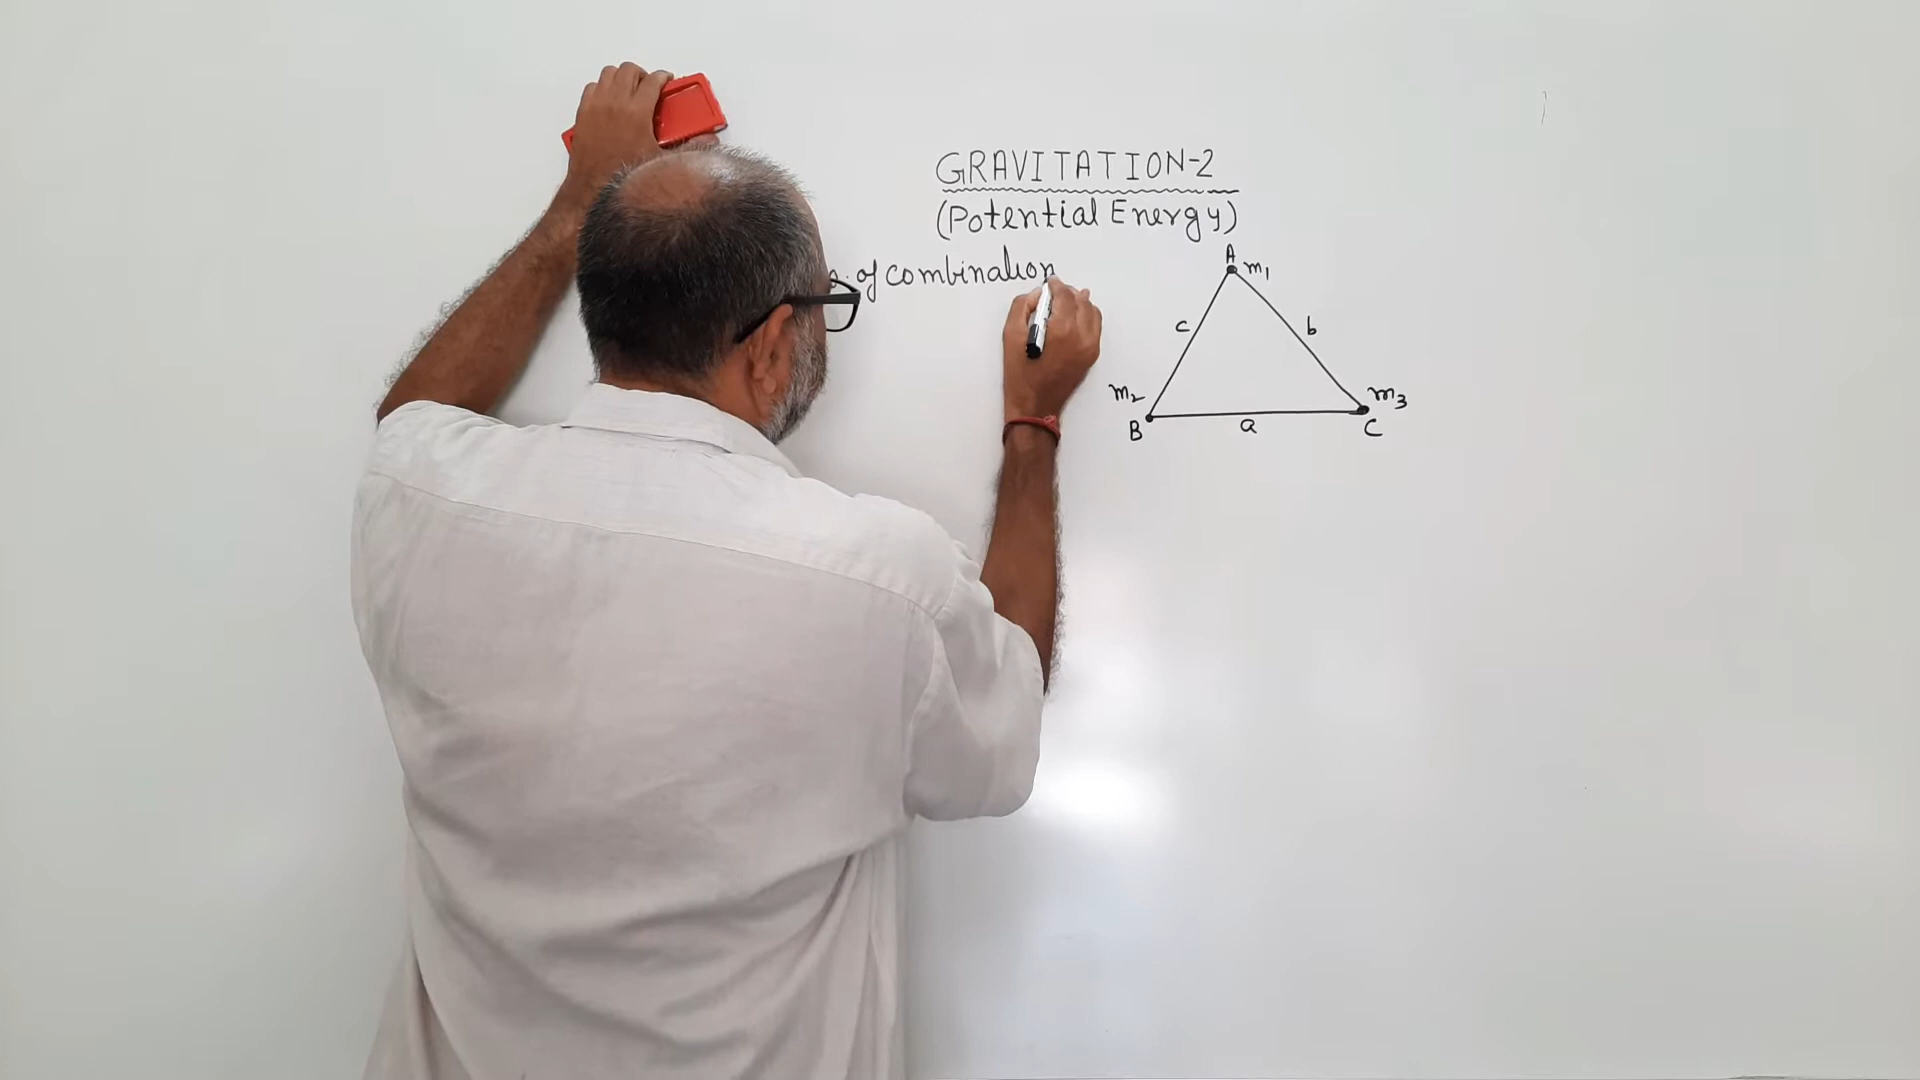 GRAVITATION-2
(Potential Energy)
of combination
A
m1
c
b
m2
m3
B
a
C